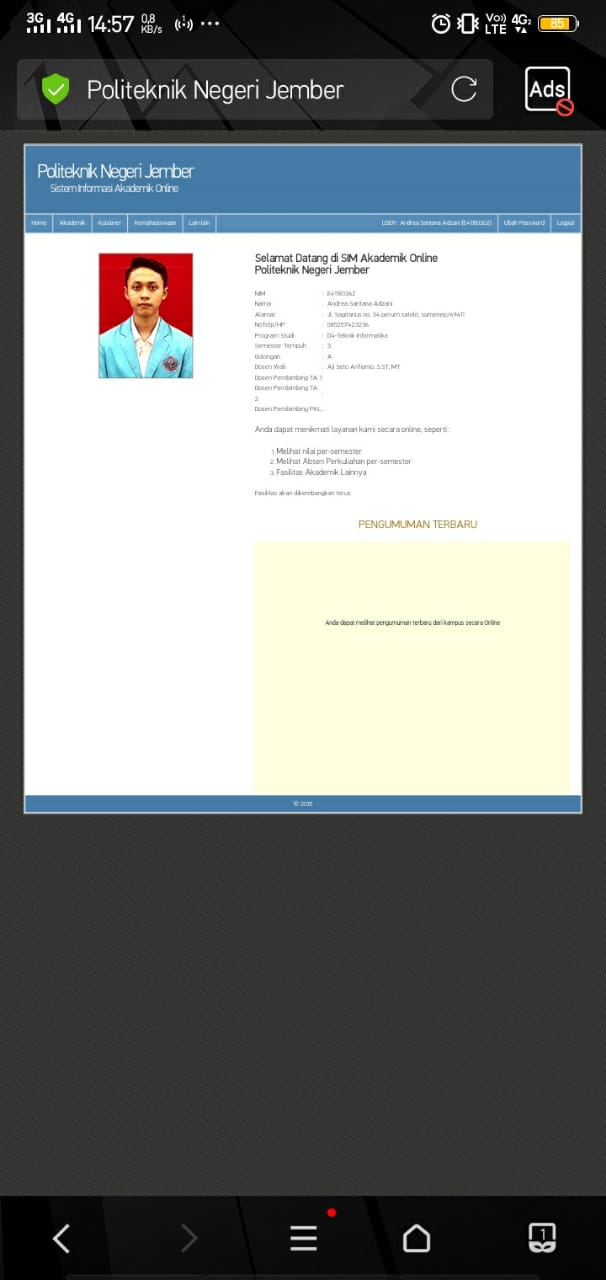 3G 4G 14:57 0,8 KB/s ··· Vo)) LTE 4G2 85
Politeknik Negeri Jember Ads
Politeknik Negeri Jember
Sistem Informasi Akademik Online
Home Akademik Kuisioner Kemahasiswaan Lain-lain USER : Andrea Santana Adzani (E41180362) Ubah Password Logout
Selamat Datang di SIM Akademik Online
Politeknik Negeri Jember
NIM : E41180362
Nama : Andrea Santana Adzani
Alamat : Jl. Sagitarius no. 34 perum satelit, sumenep/69411
NoTelp/HP : 085257423236
Program Studi : D4-Teknik Informatika
Semester Tempuh : 3
Golongan : A
Dosen Wali : Aji Seto Arifianto, S.ST, MT
Dosen Pembimbing TA 1 :
Dosen Pembimbing TA
2 :
Dosen Pembimbing PKL :
Anda dapat menikmati layanan kami secara online, seperti :
1. Melihat nilai per-semester
2. Melihat Absen Perkuliahan per-semester
3. Fasilitas Akademik Lainnya
Fasilitas akan dikembangkan terus
PENGUMUMAN TERBARU
Anda dapat melihat pengumuman terbaru dari kampus secara Online
© 2015
1